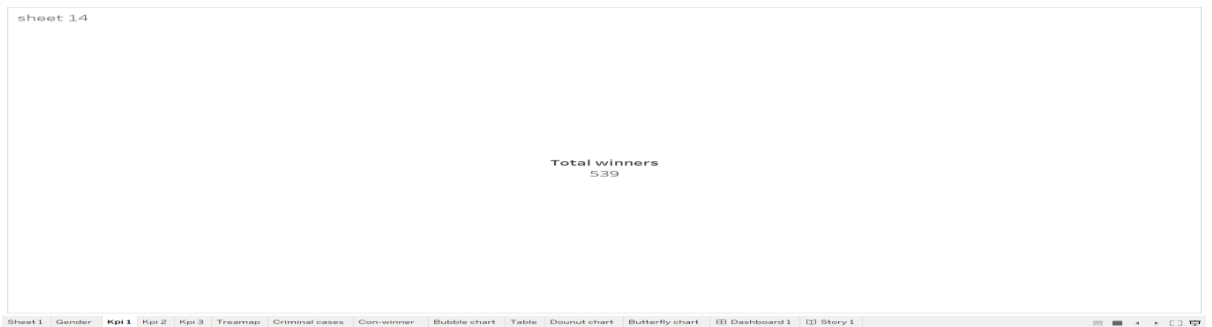 sheet 14
Total winners
539
Sheet 1 Gender Kpi 1 Kpi 2 Kpi 3 Treamap Criminal cases Con-winner Bubble chart Table Dounut chart Butterfly chart Dashboard 1 Story 1